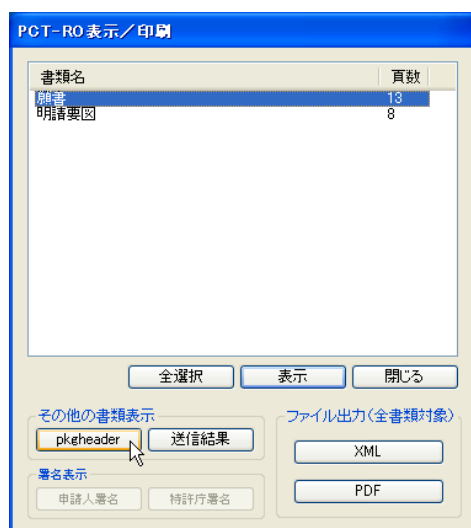 PCT-RO表示／印刷
書類名 頁数
願書 13
明請要図 8
全選択 表示 閉じる
その他の書類表示
pkgheader 送信結果
ファイル出力(全書類対象)
XML
PDF
署名表示
申請人署名 特許庁署名